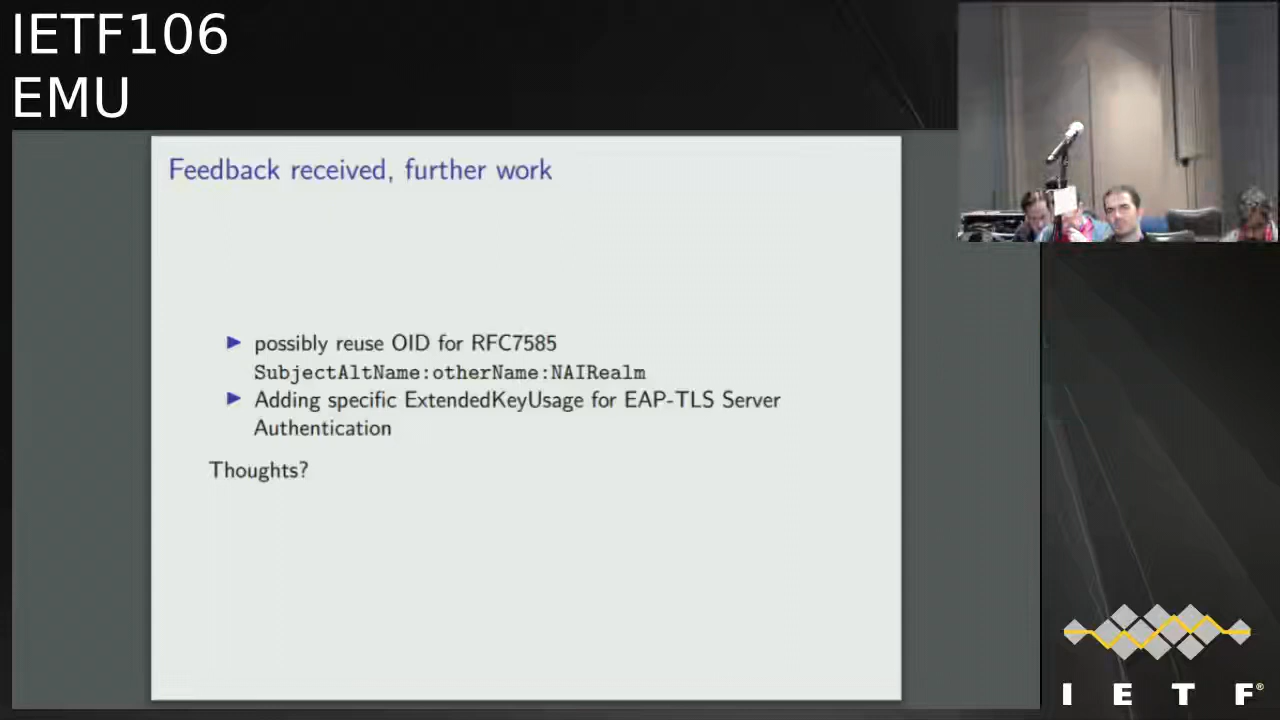 IETF106
EMU
Feedback received, further work
▶ possibly reuse OID for RFC7585
SubjectAltName:otherName:NAIRealm
▶ Adding specific ExtendedKeyUsage for EAP-TLS Server
Authentication
Thoughts?
I E T F®